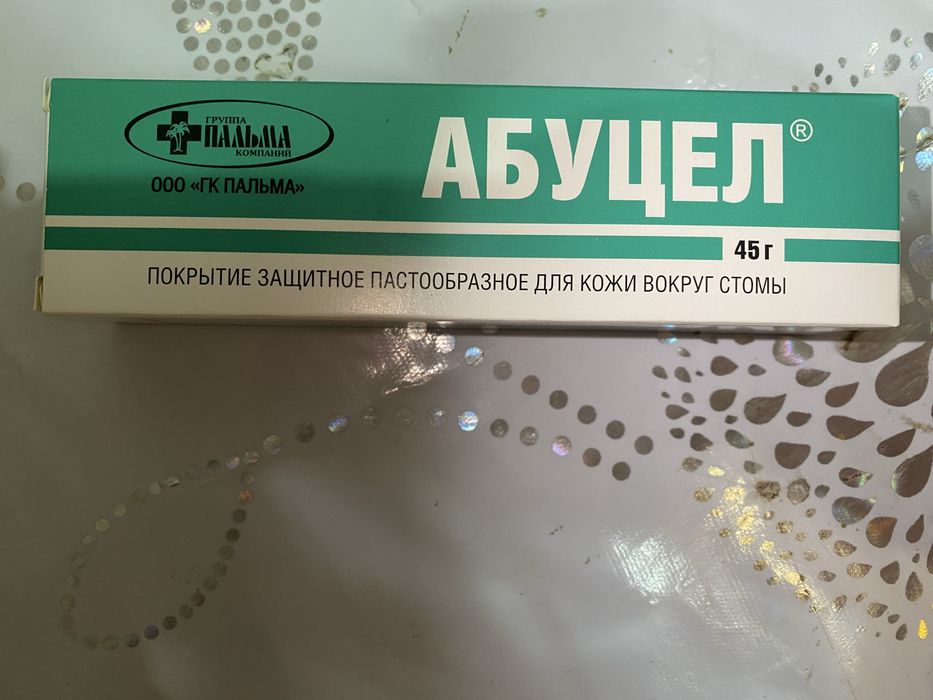 ГРУППА
ПАЛЬМА
КОМПАНИЙ
ООО «ГК ПАЛЬМА»
АБУЦЕЛ®
45 г
ПОКРЫТИЕ ЗАЩИТНОЕ ПАСТООБРАЗНОЕ ДЛЯ КОЖИ ВОКРУГ СТОМЫ